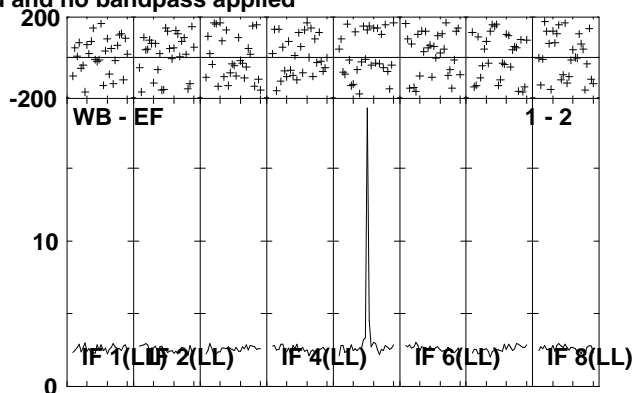 and no bandpass applied
200
-200
WB - EF 1 - 2
10
IF 1(LL) IF 2(LL) IF 4(LL) IF 6(LL) IF 8(LL)
0